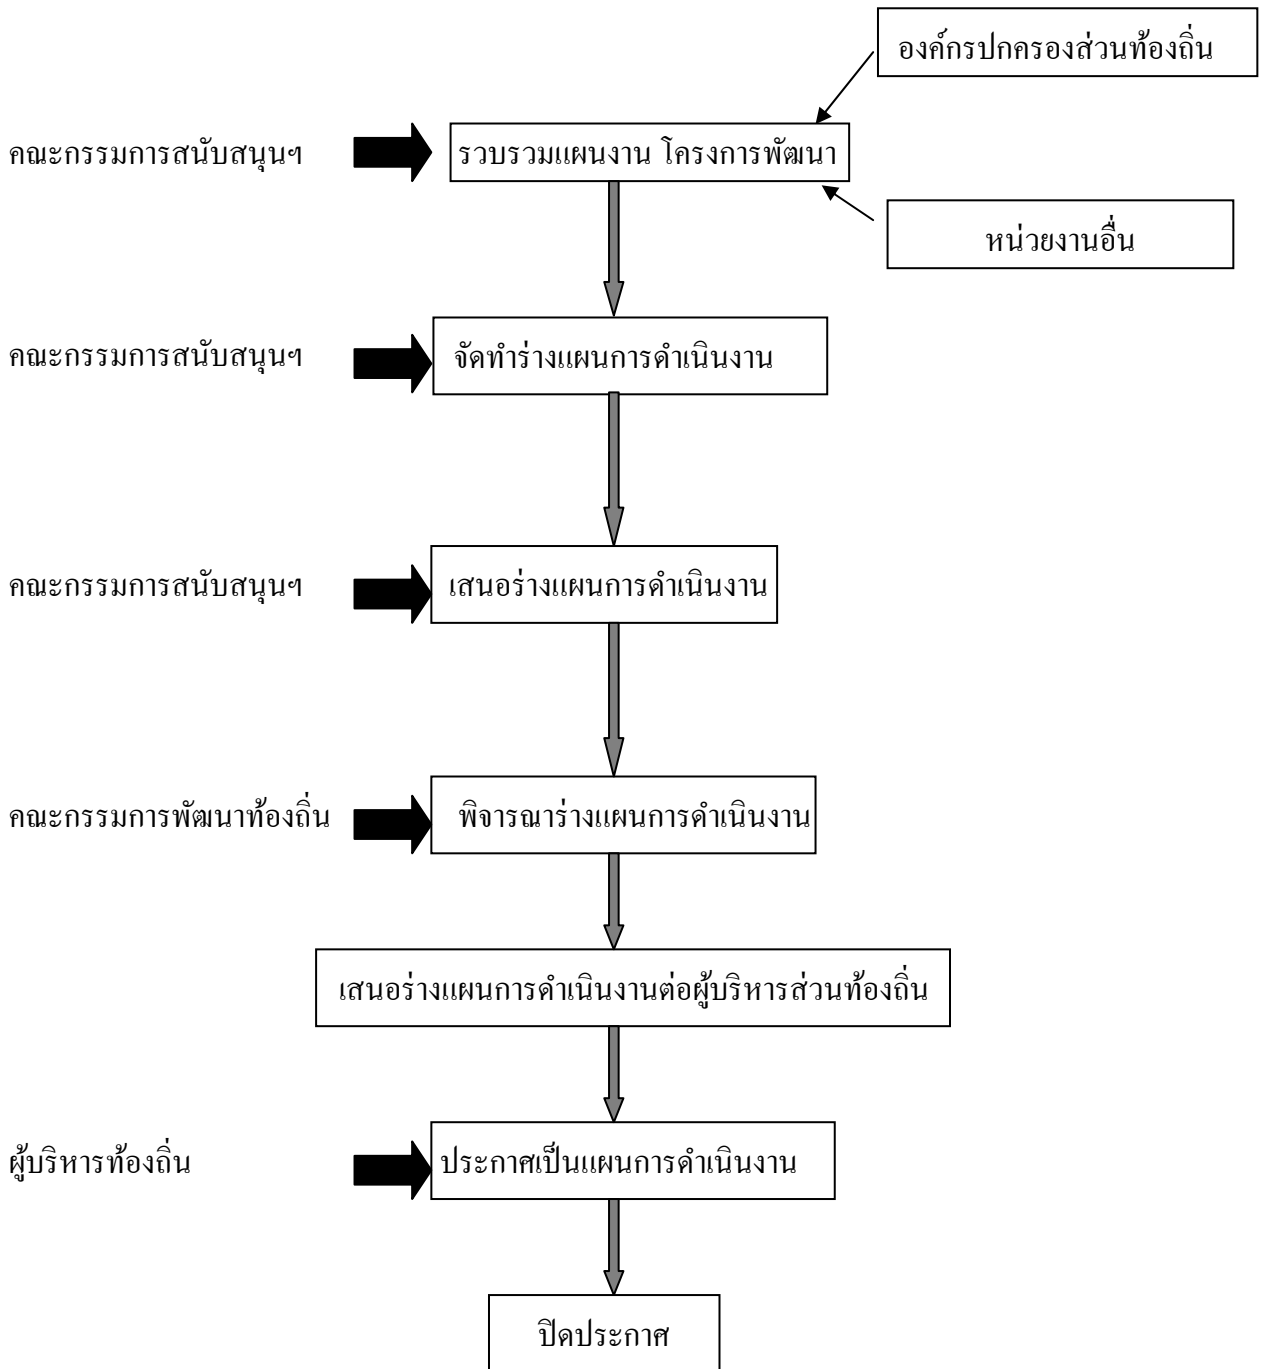 องค์กรปกครองส่วนท้องถิ่น
คณะกรรมการสนับสนุนฯ
รวบรวมแผนงาน โครงการพัฒนา
หน่วยงานอื่น
คณะกรรมการสนับสนุนฯ
จัดทำร่างแผนการดำเนินงาน
คณะกรรมการสนับสนุนฯ
เสนอร่างแผนการดำเนินงาน
คณะกรรมการพัฒนาท้องถิ่น
พิจารณาร่างแผนการดำเนินงาน
เสนอร่างแผนการดำเนินงานต่อผู้บริหารส่วนท้องถิ่น
ผู้บริหารท้องถิ่น
ประกาศเป็นแผนการดำเนินงาน
ปิดประกาศ